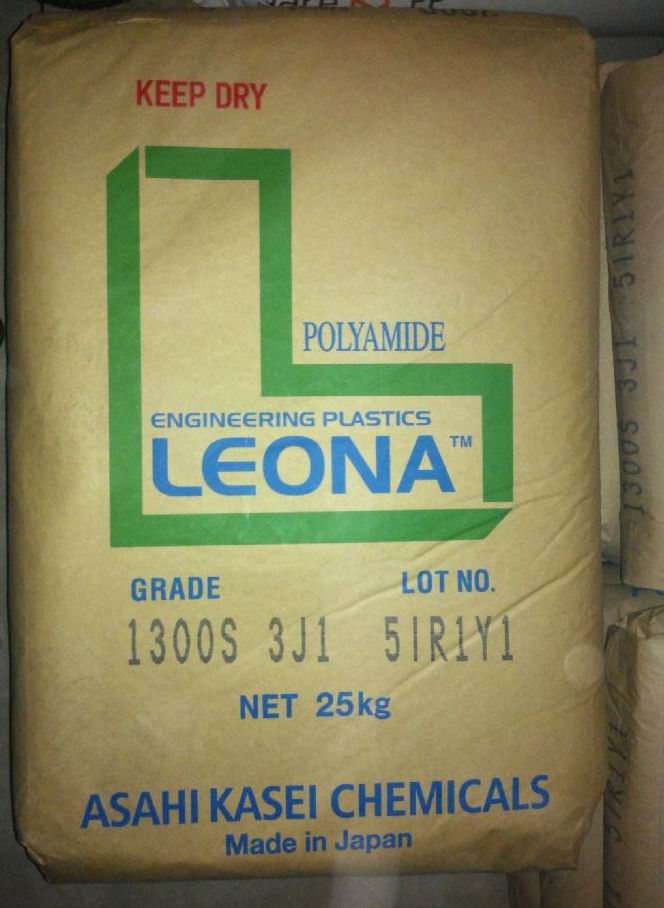 KEEP DRY
POLYAMIDE
ENGINEERING PLASTICS
LEONA™
GRADE LOT NO.
1300S 3J1 5IR1Y1
NET 25kg
ASAHI KASEI CHEMICALS
Made in Japan
1300S 3J1 5IR1Y1